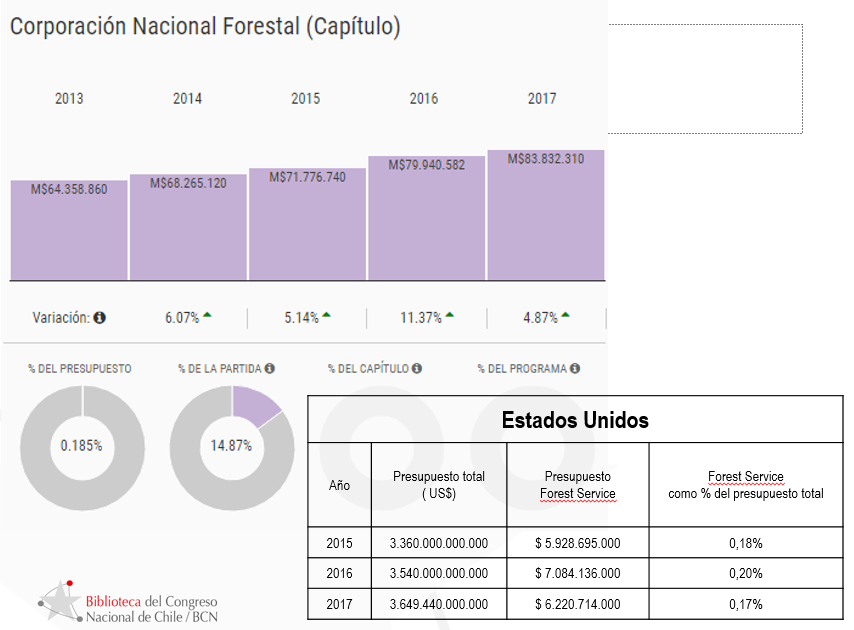 Corporación Nacional Forestal (Capítulo)
2013 2014 2015 2016 2017
M$64.358.860 M$68.265.120 M$71.776.740 M$79.940.582 M$83.832.310
Variación: 6.07% 5.14% 11.37% 4.87%
% DEL PRESUPUESTO % DE LA PARTIDA % DEL CAPÍTULO % DEL PROGRAMA
0.185% 14.87%
Estados Unidos
Año Presupuesto total Presupuesto Forest Service
( US$) Forest Service como % del presupuesto total
2015 3.360.000.000.000 $ 5.928.695.000 0,18%
2016 3.540.000.000.000 $ 7.084.136.000 0,20%
2017 3.649.440.000.000 $ 6.220.714.000 0,17%
Biblioteca del Congreso
Nacional de Chile / BCN